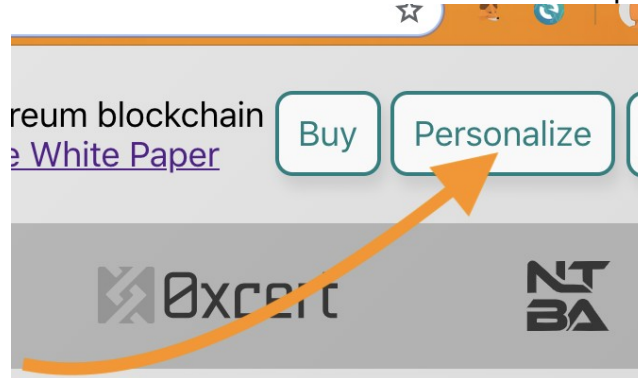 reum blockchain
e White Paper
Buy
Personalize
0xcert
NT
BA